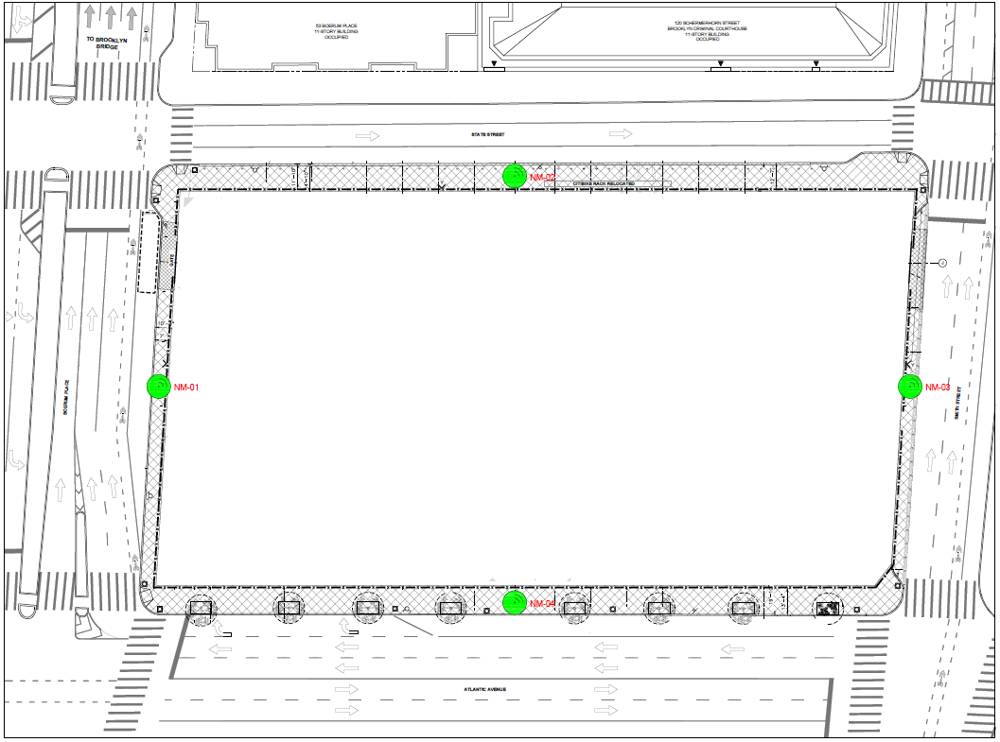 53 BOERUM PLACE
11-STORY BUILDING
OCCUPIED
120 SCHERMERHORN STREET
BROOKLYN CRIMINAL COURTHOUSE
11-STORY BUILDING
OCCUPIED
TO BROOKLYN
BRIDGE
STATE STREET
NM-02
CITIBIKE RACK RELOCATED
GATE
NM-01
NM-03
BOERUM PLACE
SMITH STREET
NM-04
ATLANTIC AVENUE